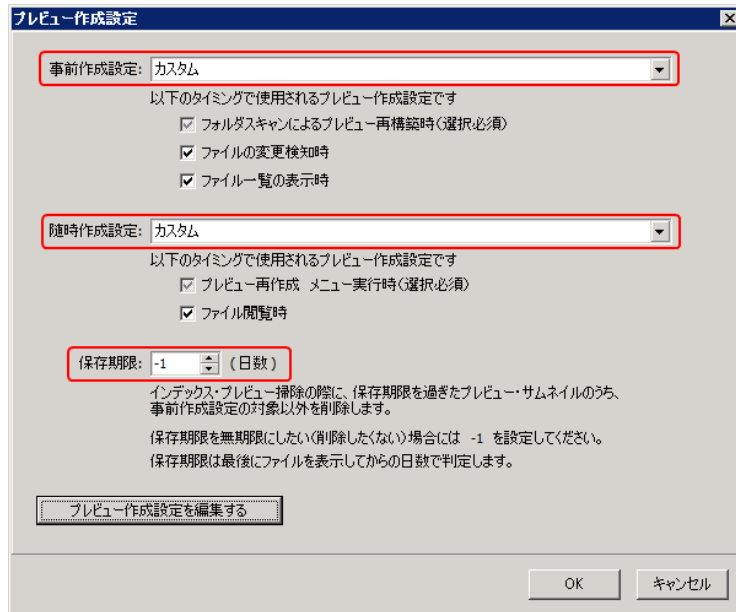 プレビュー作成設定
事前作成設定: カスタム
以下のタイミングで使用されるプレビュー作成設定です
フォルダスキャンによるプレビュー再構築時(選択必須)
ファイルの変更検知時
ファイル一覧の表示時
随時作成設定: カスタム
以下のタイミングで使用されるプレビュー作成設定です
プレビュー再作成 メニュー実行時(選択必須)
ファイル閲覧時
保存期限: -1 (日数)
インデックス・プレビュー掃除の際に、保存期限を過ぎたプレビュー・サムネイルのうち、
事前作成設定の対象以外を削除します。
保存期限を無期限にしたい(削除したくない)場合には -1 を設定してください。
保存期限は最後にファイルを表示してからの日数で判定します。
プレビュー作成設定を編集する
OK キャンセル